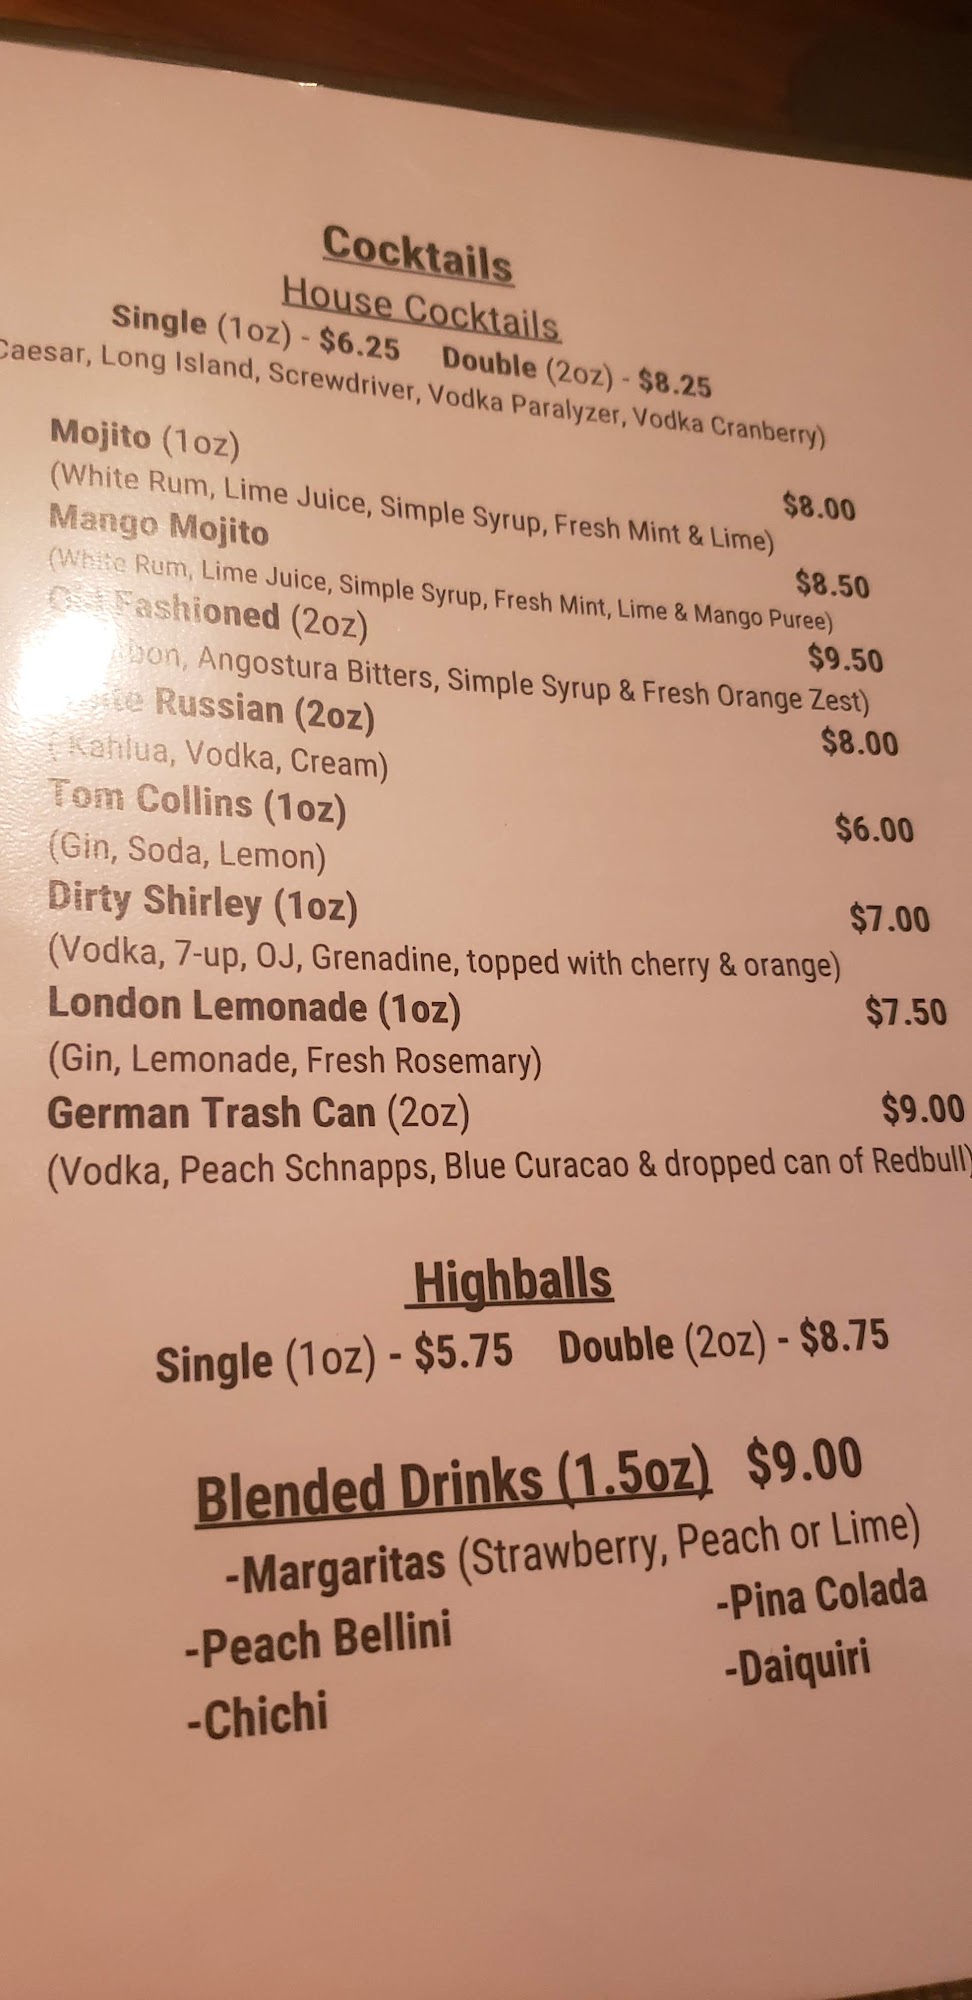 Cocktails
House Cocktails
Single (1oz) - $6.25 Double (2oz) - $8.25
Caesar, Long Island, Screwdriver, Vodka Paralyzer, Vodka Cranberry)
Mojito (1oz) $8.00
(White Rum, Lime Juice, Simple Syrup, Fresh Mint & Lime)
Mango Mojito $8.50
(White Rum, Lime Juice, Simple Syrup, Fresh Mint, Lime & Mango Puree)
Old Fashioned (2oz) $9.50
Angostura Bitters, Simple Syrup & Fresh Orange Zest)
Russian (2oz) $8.00
( Kahlua, Vodka, Cream)
Tom Collins (1oz) $6.00
(Gin, Soda, Lemon)
Dirty Shirley (1oz) $7.00
(Vodka, 7-up, OJ, Grenadine, topped with cherry & orange)
London Lemonade (1oz) $7.50
(Gin, Lemonade, Fresh Rosemary)
German Trash Can (2oz) $9.00
(Vodka, Peach Schnapps, Blue Curacao & dropped can of Redbull)
Highballs
Single (1oz) - $5.75 Double (2oz) - $8.75
Blended Drinks (1.5oz) $9.00
-Margaritas (Strawberry, Peach or Lime)
-Peach Bellini -Pina Colada
-Chichi -Daiquiri